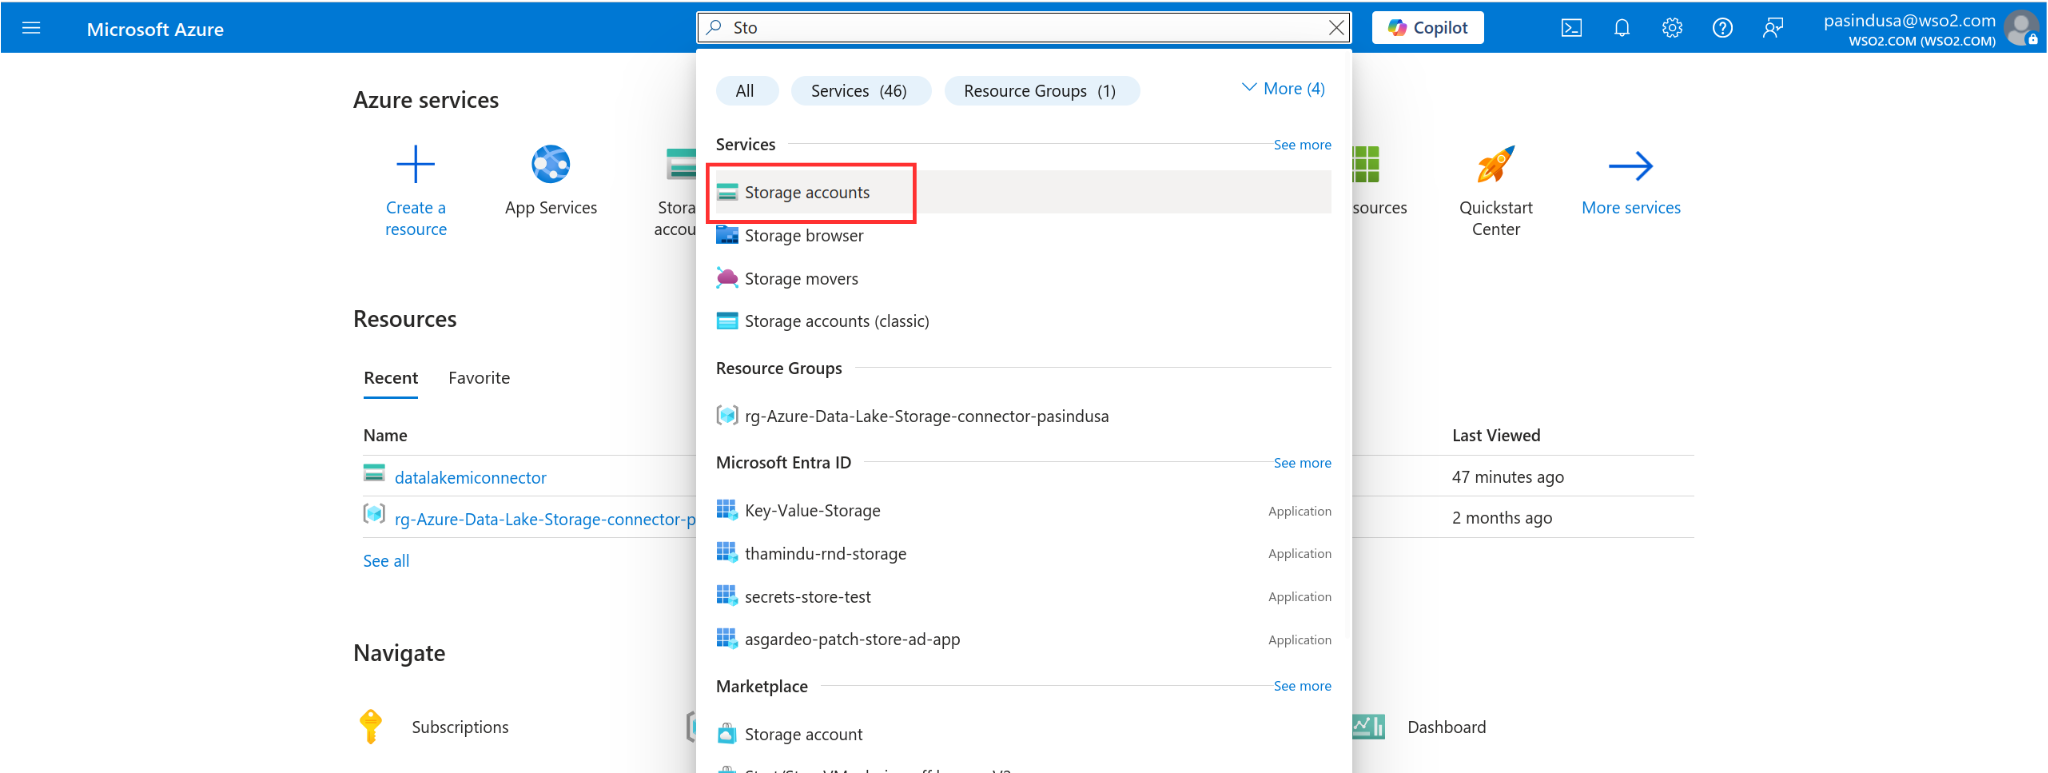 Microsoft Azure
Sto
Copilot
pasindusa@wso2.com
WSO2.COM (WSO2.COM)
All
Services (46)
Resource Groups (1)
More (4)
Azure services
Services
See more
Create a
resource
App Services
Stora
accou
Storage accounts
sources
Quickstart
Center
More services
Storage browser
Storage movers
Storage accounts (classic)
Resources
Resource Groups
Recent
Favorite
rg-Azure-Data-Lake-Storage-connector-pasindusa
Name
Last Viewed
Microsoft Entra ID
See more
datalakemiconnector
47 minutes ago
rg-Azure-Data-Lake-Storage-connector-p
2 months ago
See all
Key-Value-Storage
Application
thamindu-rnd-storage
Application
secrets-store-test
Application
asgardeo-patch-store-ad-app
Application
Navigate
Marketplace
See more
Subscriptions
Storage account
Dashboard